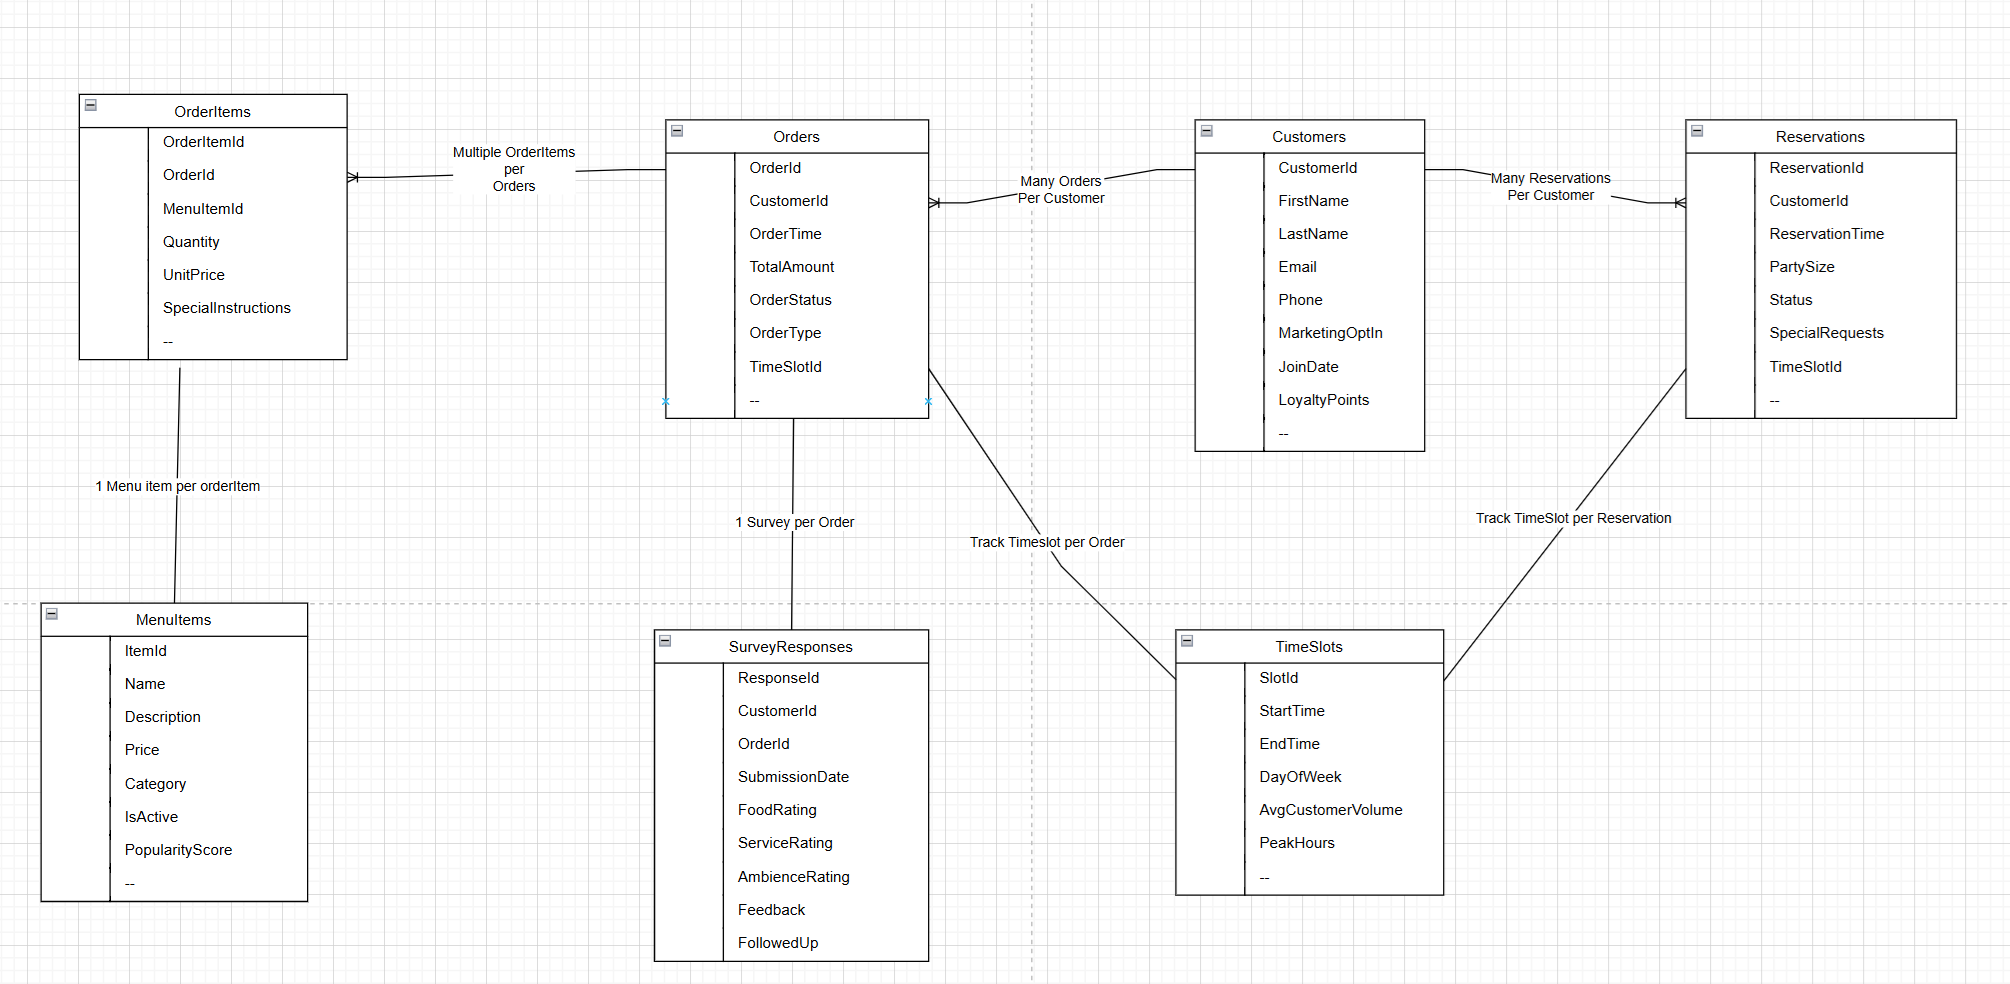 OrderItems
OrderItemId
OrderId
MenuItemId
Quantity
UnitPrice
SpecialInstructions
--
Multiple OrderItems
per
Orders
Orders
OrderId
CustomerId
OrderTime
TotalAmount
OrderStatus
OrderType
TimeSlotId
--
Many Orders
Per Customer
Customers
CustomerId
FirstName
LastName
Email
Phone
MarketingOptIn
JoinDate
LoyaltyPoints
--
Many Reservations
Per Customer
Reservations
ReservationId
CustomerId
ReservationTime
PartySize
Status
SpecialRequests
TimeSlotId
--
1 Menu item per orderItem
1 Survey per Order
Track Timeslot per Order
Track TimeSlot per Reservation
MenuItems
ItemId
Name
Description
Price
Category
IsActive
PopularityScore
--
SurveyResponses
ResponseId
CustomerId
OrderId
SubmissionDate
FoodRating
ServiceRating
AmbienceRating
Feedback
FollowedUp
TimeSlots
SlotId
StartTime
EndTime
DayOfWeek
AvgCustomerVolume
PeakHours
--